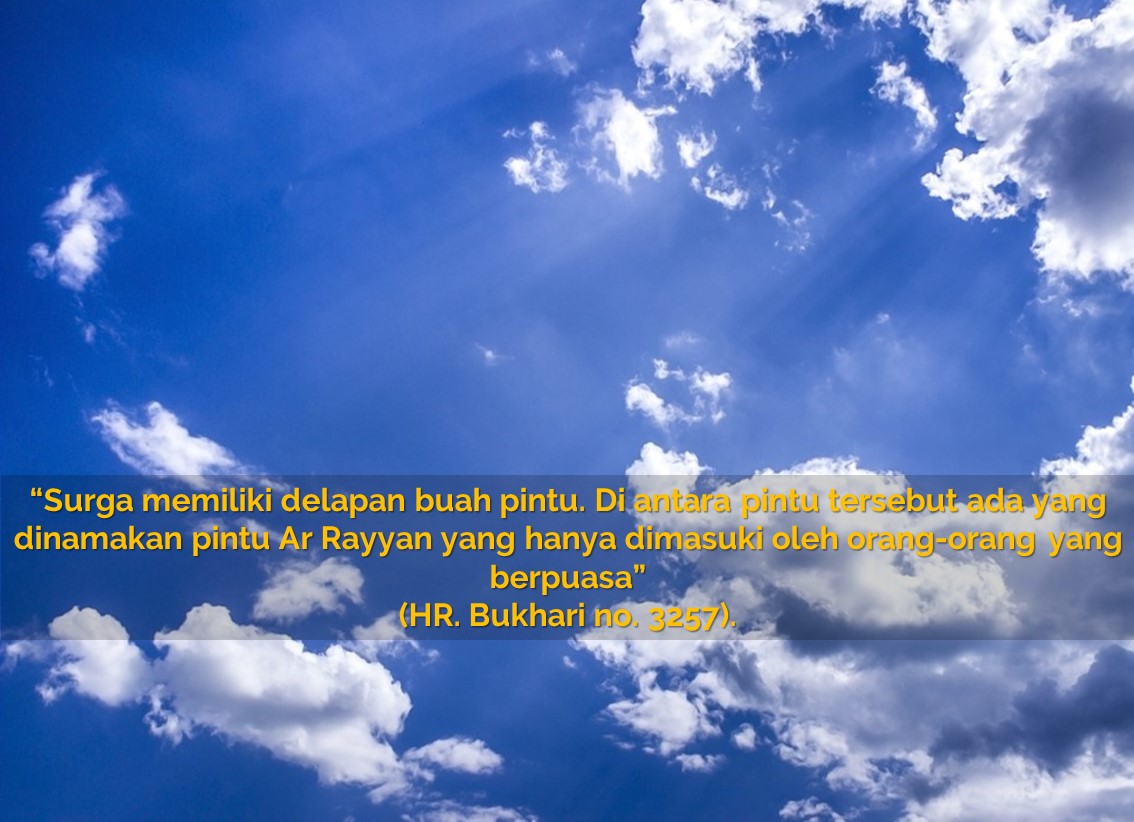 “Surga memiliki delapan buah pintu. Di antara pintu tersebut ada yang
dinamakan pintu Ar Rayyan yang hanya dimasuki oleh orang-orang yang
berpuasa”
(HR. Bukhari no. 3257).